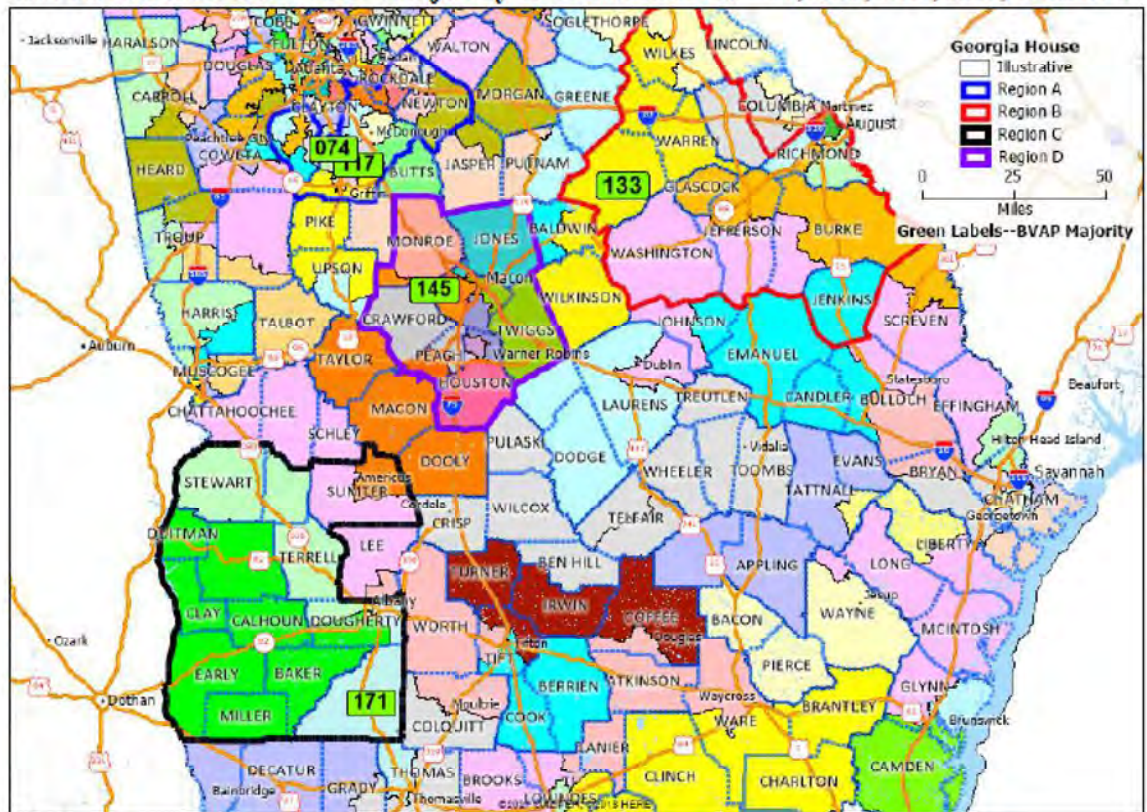 Jacksonville
HARALSON
COBB
FULTON
GWINNETT
WALTON
OGLETHORPE
WILKES
LINCOLN
Georgia House
Illustrative
Region A
Region B
Region C
Region D
0 25 50
Miles
Green Labels--BVAP Majority
DOUGLAS
Atlanta
ROCKDALE
CARROLL
CLAYTON
NEWTON
MORGAN
GREENE
COLUMBIA
Martinez
August
RICHMOND
McDonough
COWETA
074
117
HEARD
Griffin
BUTTS
JASPER
PUTNAM
WARREN
133
GLASCOCK
BURKE
TROUP
PIKE
MONROE
JONES
BALDWIN
WASHINGTON
JEFFERSON
UPSON
Macon
145
WILKINSON
JENKINS
HARRIS
TALBOT
CRAWFORD
TWIGGS
JOHNSON
SCREVEN
Auburn
TAYLOR
PEACH
Warner Robins
EMANUEL
MUSCOGEE
HOUSTON
Dublin
Statesboro
Beaufort
CHATTAHOOCHEE
MACON
LAURENS
TREUTLEN
CANDLER
BULLOCH
EFFINGHAM
SCHLEY
PULASKI
Hilton Head Island
STEWART
DOOLY
DODGE
WHEELER
TOOMBS
Vidalia
EVANS
BRYAN
Savannah
SUMTER
Americus
TATTNALL
CHATHAM
Cordele
WILCOX
Georgetown
QUITMAN
CRISP
TELFAIR
LIBERTY
TERRELL
LEE
BEN HILL
APPLING
LONG
TURNER
Albany
IRWIN
COFFEE
WAYNE
Jesup
CLAY
CALHOUN
DOUGHERTY
WORTH
BACON
MCINTOSH
Ozark
TIFT
Tifton
Douglas
EARLY
BAKER
PIERCE
BERRIEN
ATKINSON
GLYNN
Dothan
171
Moultrie
Waycross
BRANTLEY
Brunswick
MILLER
COLQUITT
COOK
WARE
LANIER
CAMDEN
DECATUR
THOMAS
CLINCH
CHARLTON
Bainbridge
GRADY
BROOKS
Thomasville
LOWNDES